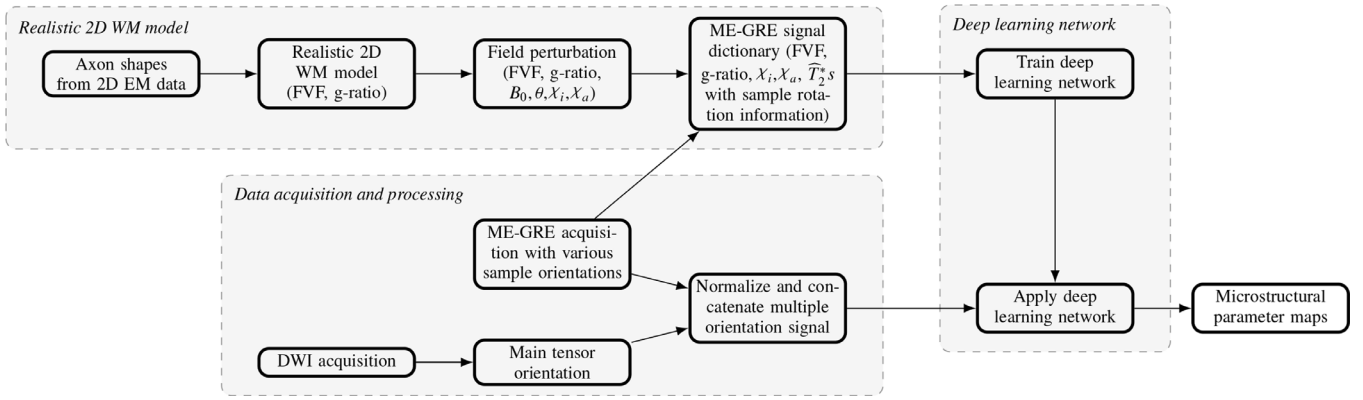 Realistic 2D WM model
Axon shapes
from 2D EM data
Realistic 2D
WM model
(FVF, g-ratio)
Field perturbation
(FVF, g-ratio,
B₀,θ,χᵢ,χₐ)
ME-GRE signal
dictionary (FVF,
g-ratio,χᵢ,χₐ, T̂₂*s
with sample rota-
tion information)
Deep learning network
Train deep
learning network
Data acquisition and processing
ME-GRE acquisi-
tion with various
sample orientations
Normalize and con-
catenate multiple
orientation signal
DWI acquisition
Main tensor
orientation
Apply deep
learning network
Microstructural
parameter maps